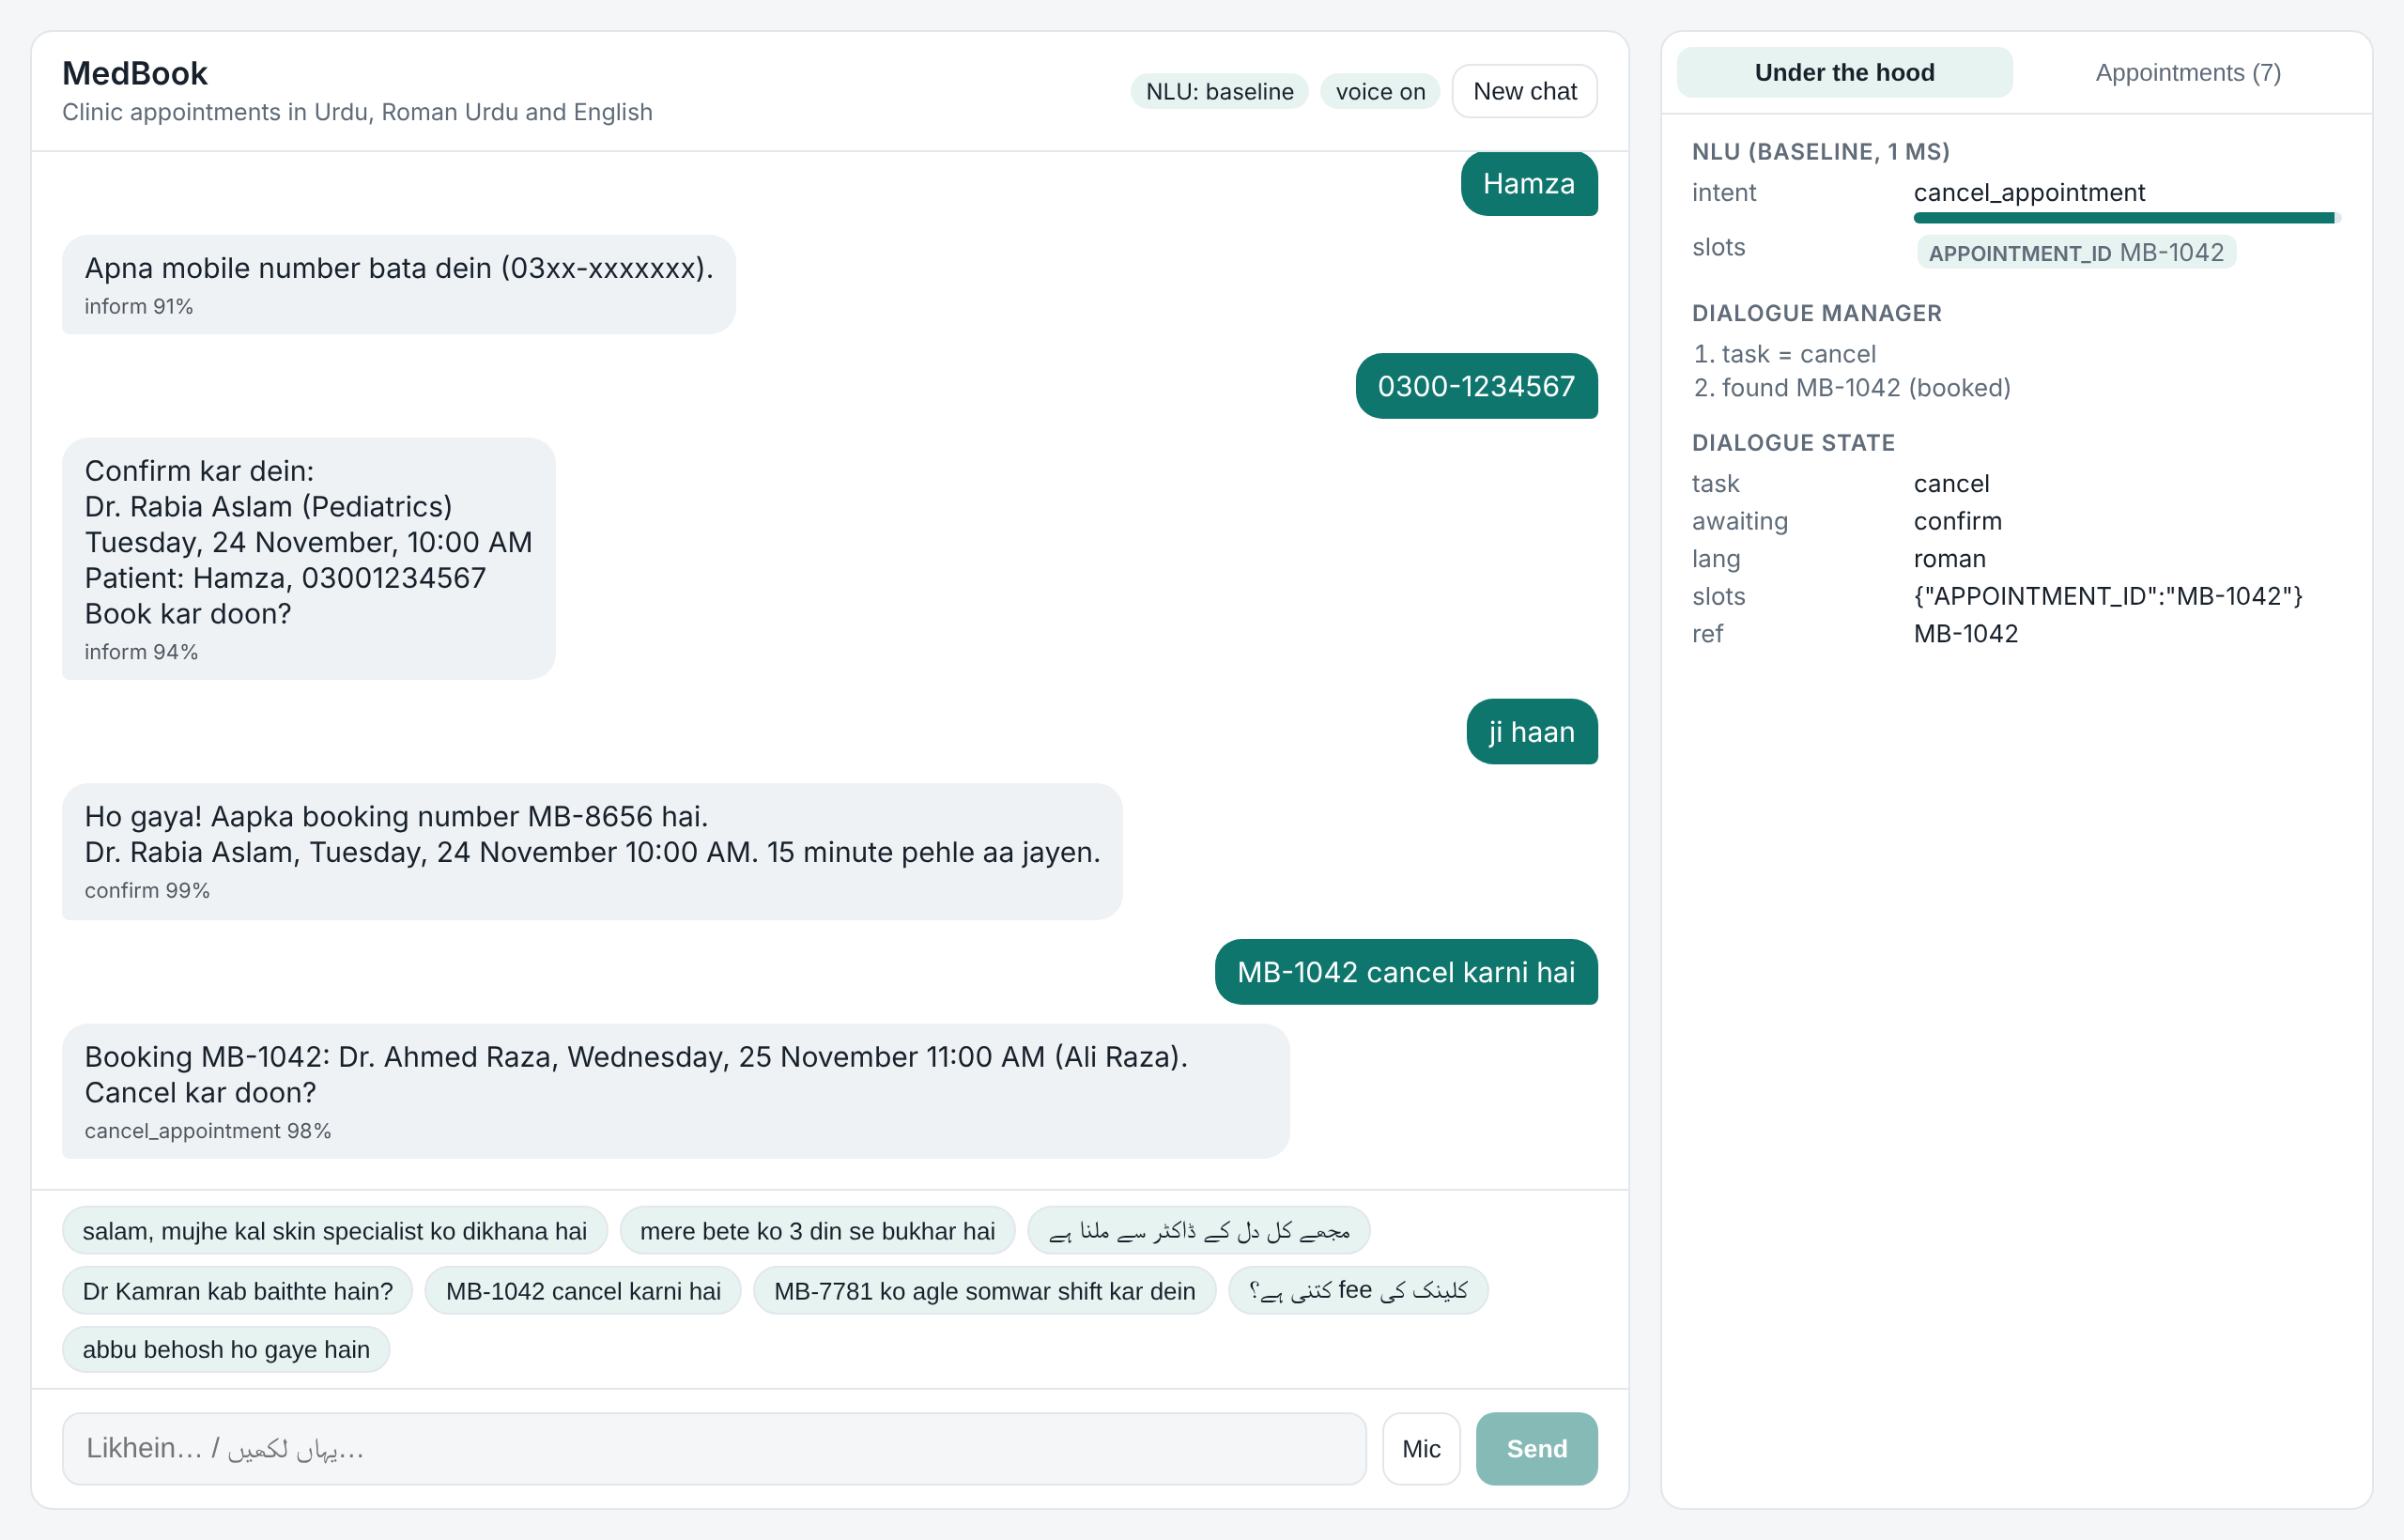 MedBook
Clinic appointments in Urdu, Roman Urdu and English
NLU: baseline
voice on
New chat
Hamza
Apna mobile number bata dein (03xx-xxxxxxx).
inform 91%
0300-1234567
Confirm kar dein:
Dr. Rabia Aslam (Pediatrics)
Tuesday, 24 November, 10:00 AM
Patient: Hamza, 03001234567
Book kar doon?
inform 94%
ji haan
Ho gaya! Aapka booking number MB-8656 hai.
Dr. Rabia Aslam, Tuesday, 24 November 10:00 AM. 15 minute pehle aa jayen.
confirm 99%
MB-1042 cancel karni hai
Booking MB-1042: Dr. Ahmed Raza, Wednesday, 25 November 11:00 AM (Ali Raza).
Cancel kar doon?
cancel_appointment 98%
salam, mujhe kal skin specialist ko dikhana hai
mere bete ko 3 din se bukhar hai
مجھے کل دل کے ڈاکٹر سے ملنا ہے
Dr Kamran kab baithte hain?
MB-1042 cancel karni hai
MB-7781 ko agle somwar shift kar dein
کلینک کی fee کتنی ہے؟
abbu behosh ho gaye hain
Likhein… / یہاں لکھیں…
Mic
Send
Under the hood
Appointments (7)
NLU (BASELINE, 1 MS)
intent cancel_appointment
slots APPOINTMENT_ID MB-1042
DIALOGUE MANAGER
1. task = cancel
2. found MB-1042 (booked)
DIALOGUE STATE
task cancel
awaiting confirm
lang roman
slots {"APPOINTMENT_ID":"MB-1042"}
ref MB-1042